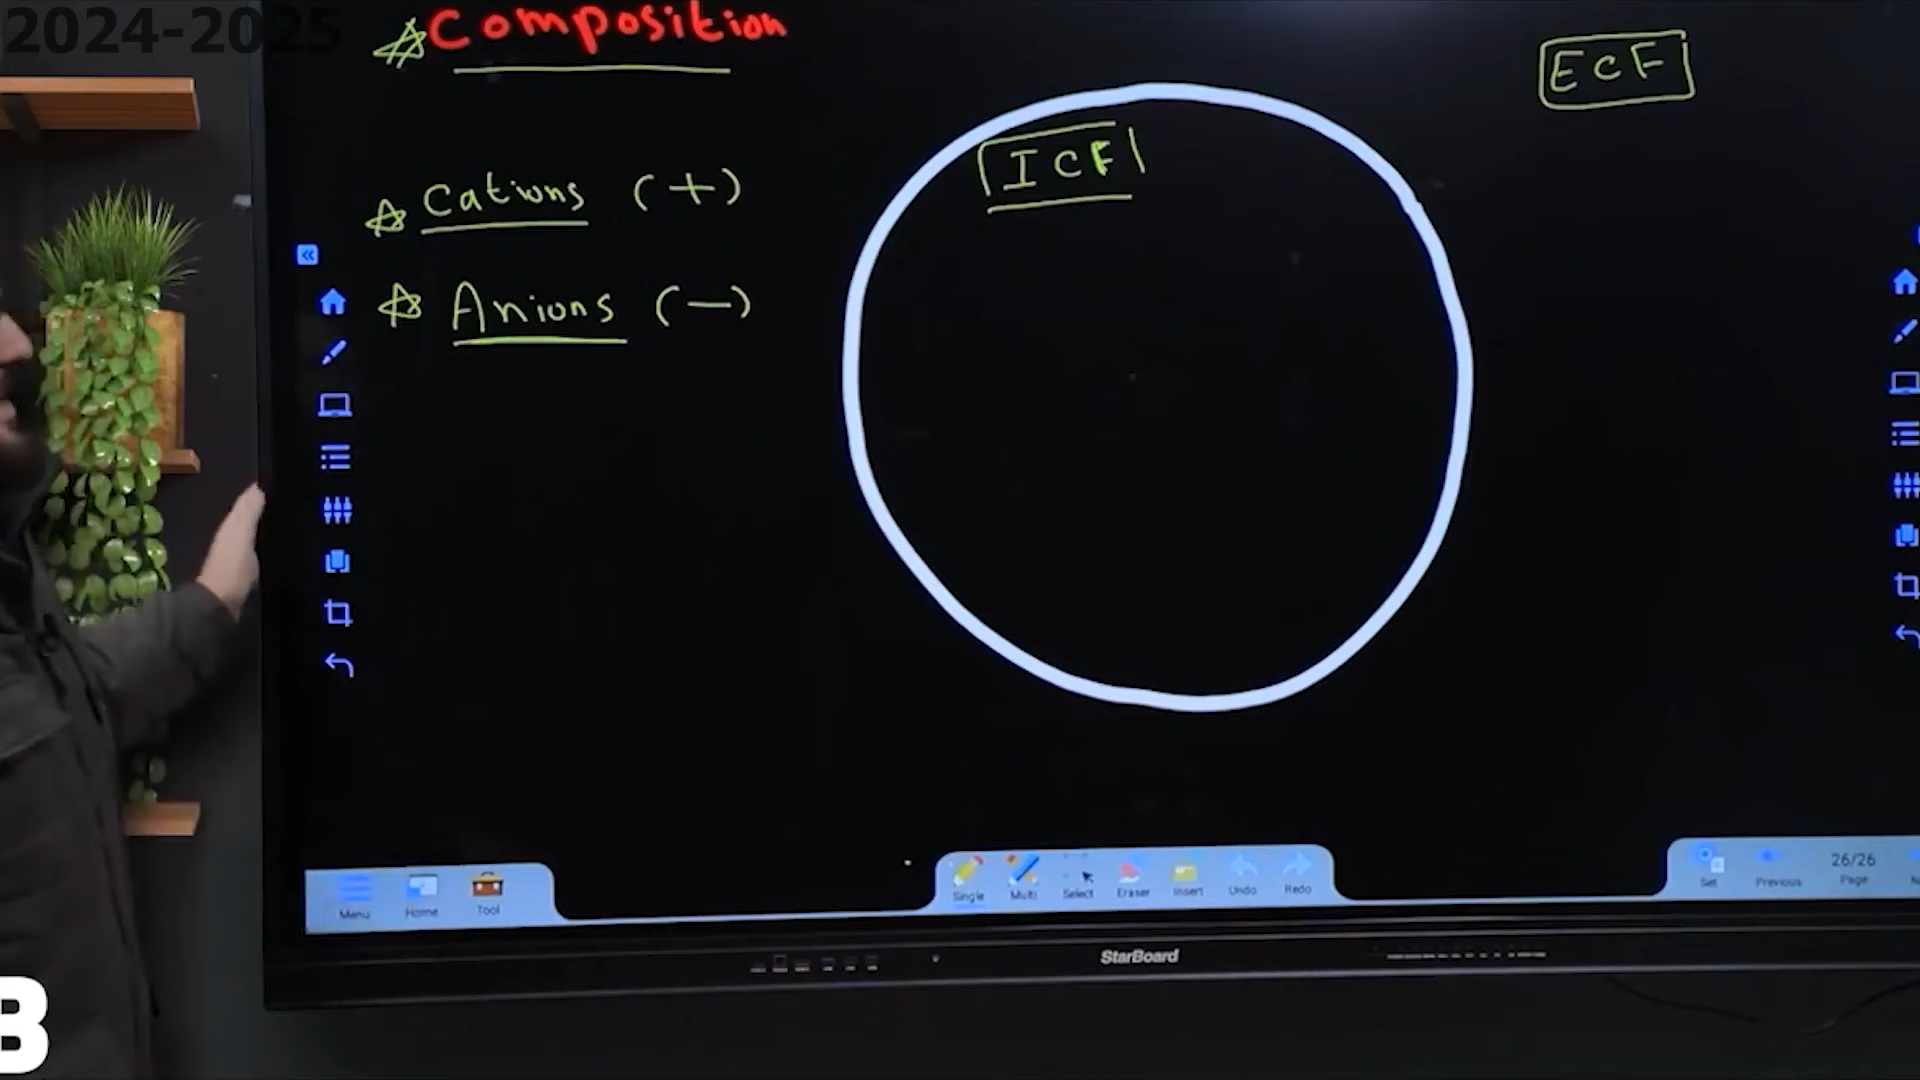 2024-2025
Composition
ECF
ICF
Cations (+)
Anions (—)
Menu
Home
Tool
Single
Multi
Select
Eraser
Insert
Undo
Redo
Set
Previous
26/26
Page
StarBoard
B